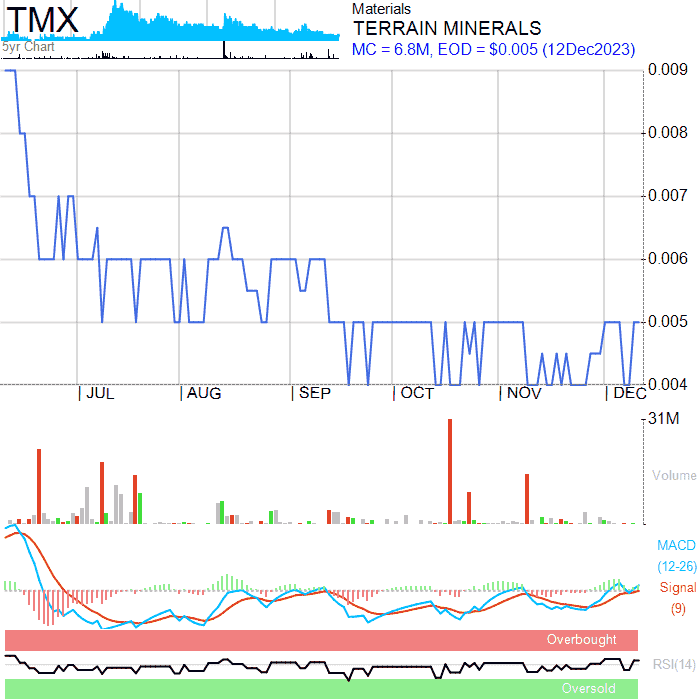 TMX
5yr Chart
Materials
TERRAIN MINERALS
MC = 6.8M, EOD = $0.005 (12Dec2023)
0.009
0.008
0.007
0.006
0.005
0.004
JUL AUG SEP OCT NOV DEC
31M
Volume
MACD
(12-26)
Signal
(9)
Overbought
RSI(14)
Oversold